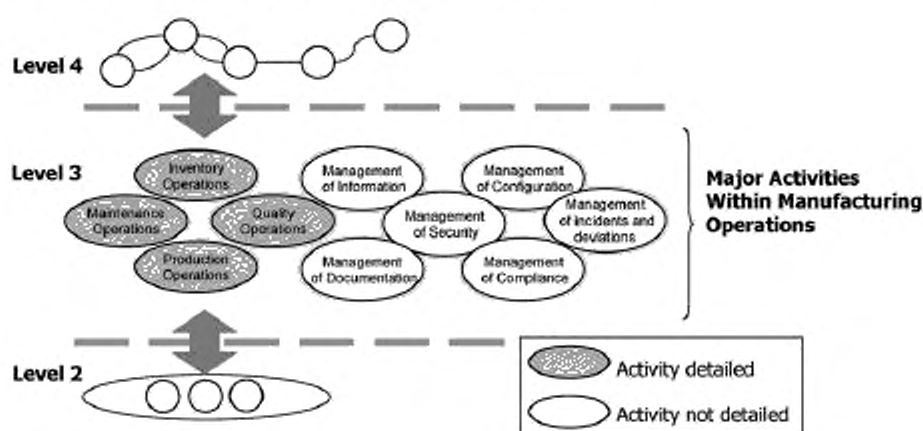 Level 4
Level 3
Inventory
Operations
Maintenance
Operations
Quality
Operations
Production
Operations
Management
of Information
Management
of Configuration
Management
of Security
Management
of incidents and
deviations
Management
of Documentation
Management
of Compliance
Major Activities
Within Manufacturing
Operations
Level 2
Activity detailed
Activity not detailed